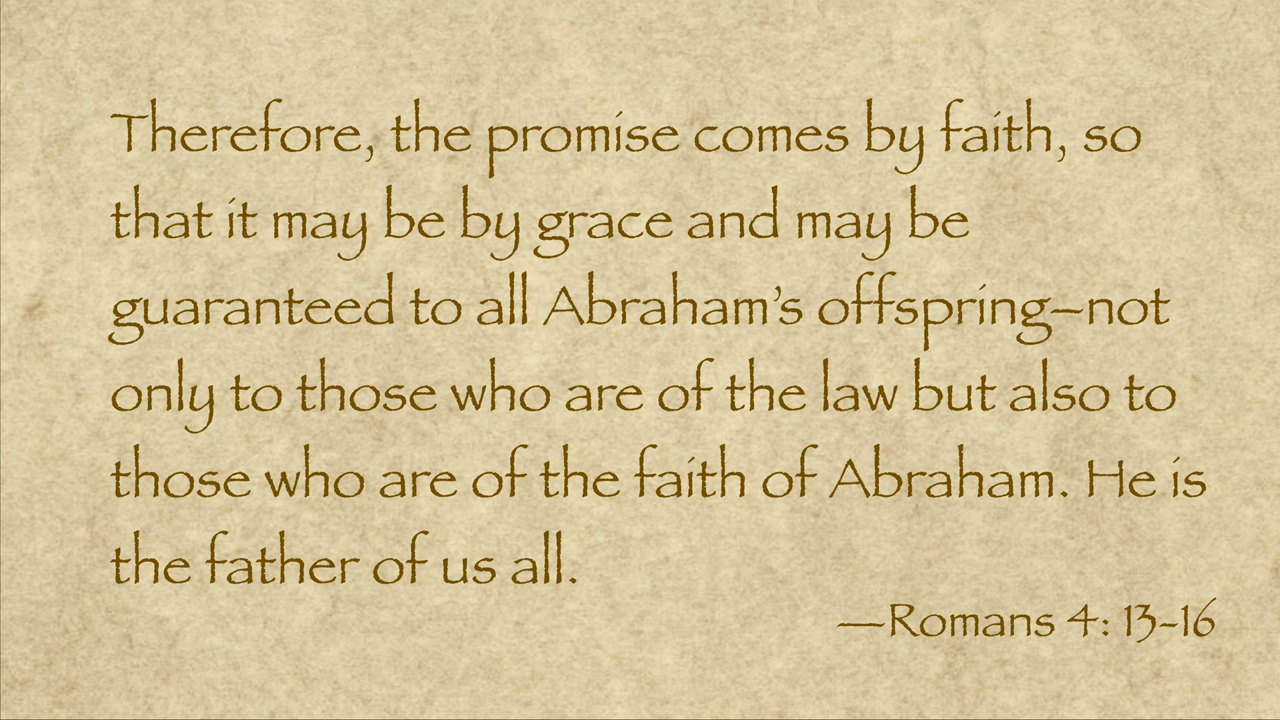 Therefore, the promise comes by faith, so
that it may be by grace and may be
guaranteed to all Abraham’s offspring—not
only to those who are of the law but also to
those who are of the faith of Abraham. He is
the father of us all.
—Romans 4: 13-16